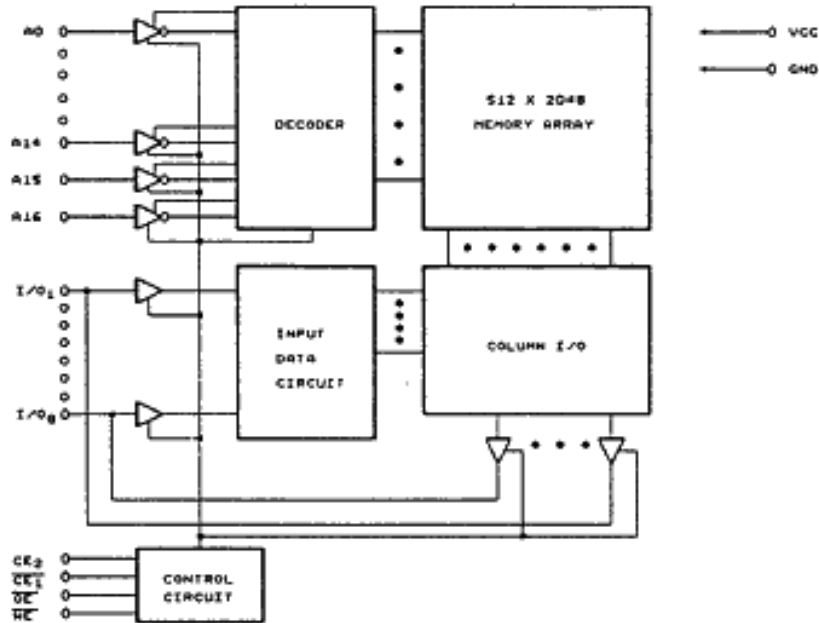 A0
A14
A15
A16
DECODER
512 X 2048
MEMORY ARRAY
VCC
GND
I/O1
I/O8
INPUT
DATA
CIRCUIT
COLUMN I/O
CE2
CE1
OE
WE
CONTROL
CIRCUIT